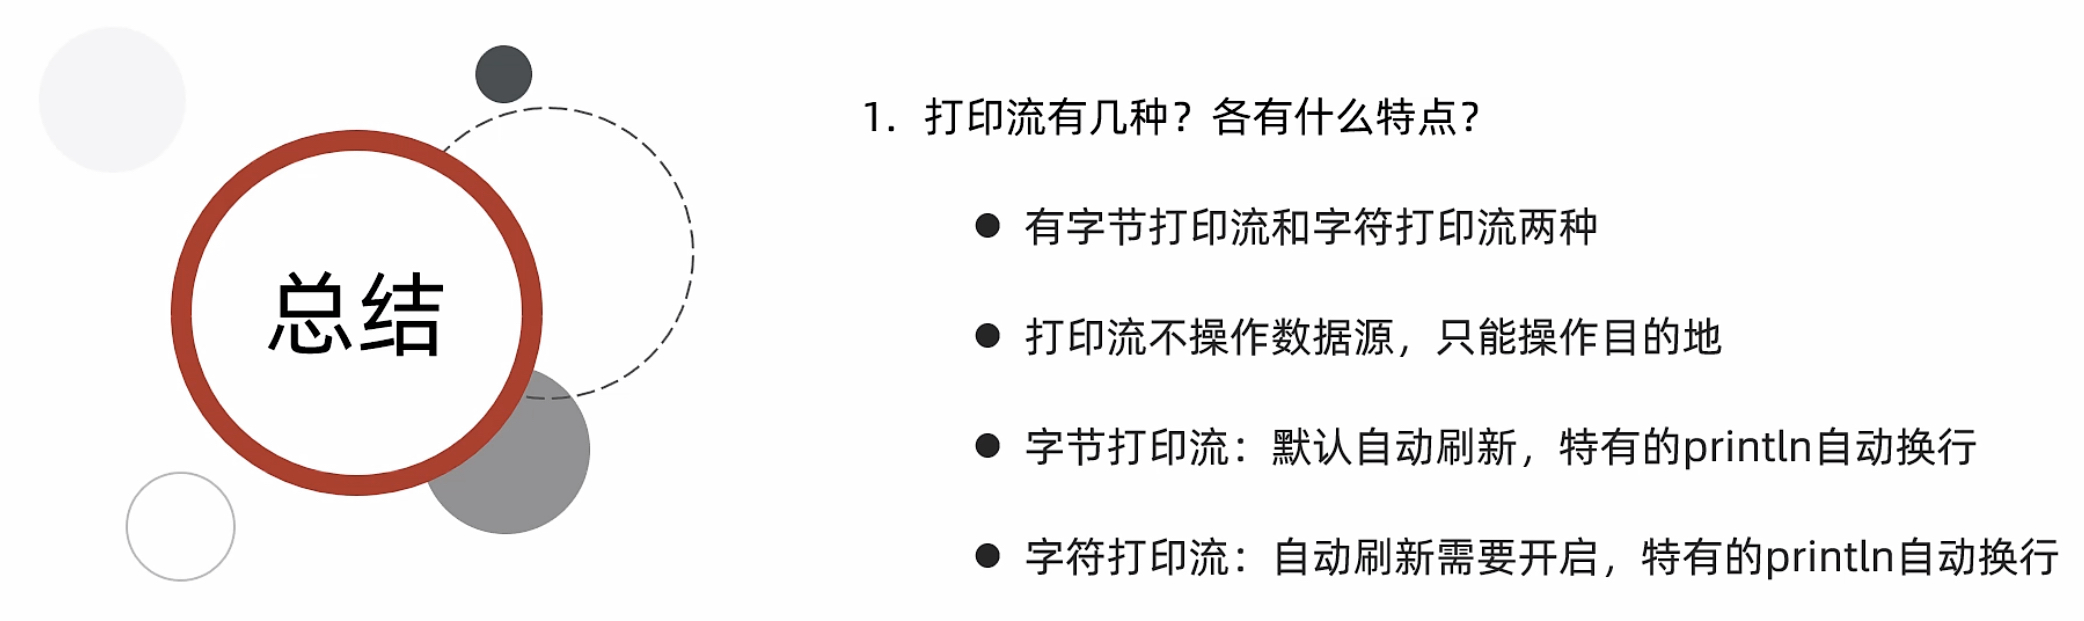 总结
1. 打印流有几种？各有什么特点？
● 有字节打印流和字符打印流两种
● 打印流不操作数据源，只能操作目的地
● 字节打印流：默认自动刷新，特有的println自动换行
● 字符打印流：自动刷新需要开启，特有的println自动换行